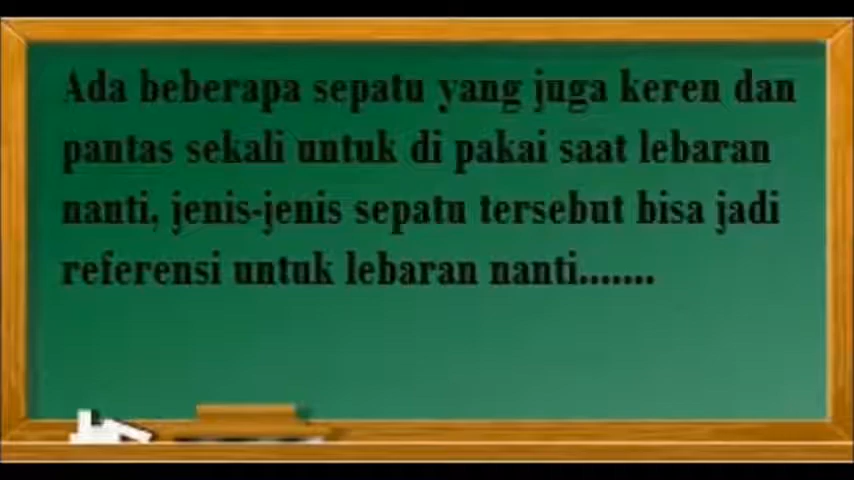 Ada beberapa sepatu yang juga keren dan
pantas sekali untuk di pakai saat lebaran
nanti, jenis-jenis sepatu tersebut bisa jadi
referensi untuk lebaran nanti.......